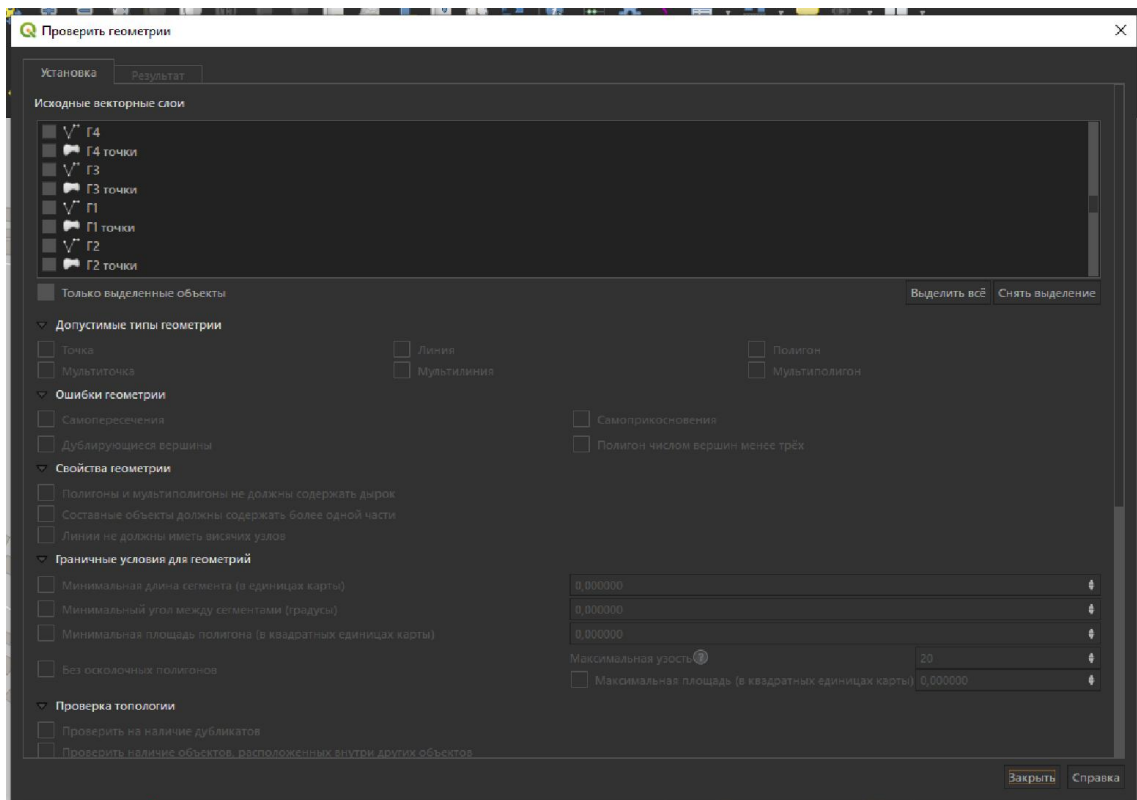 Проверить геометрии
Установка
Результат
Исходные векторные слои
Г4
Г4 точки
Г3
Г3 точки
Г1
Г1 точки
Г2
Г2 точки
Только выделенные объекты
Выделить всё Снять выделение
Допустимые типы геометрии
Точка Линия Полигон
Мультиточка Мультилиния Мультиполигон
Ошибки геометрии
Самопересечения Самоприкосновения
Дублирующиеся вершины Полигон числом вершин менее трёх
Свойства геометрии
Полигоны и мультиполигоны не должны содержать дырок
Составные объекты должны содержать более одной части
Линии не должны иметь висячих узлов
Граничные условия для геометрий
Минимальная длина сегмента (в единицах карты) 0,000000
Минимальный угол между сегментами (градусы) 0,000000
Минимальная площадь полигона (в квадратных единицах карты) 0,000000
Без осколочных полигонов
Максимальная узость 20
Максимальная площадь (в квадратных единицах карты) 0,000000
Проверка топологии
Проверить на наличие дубликатов
Проверить наличие объектов, расположенных внутри других объектов
Закрыть Справка